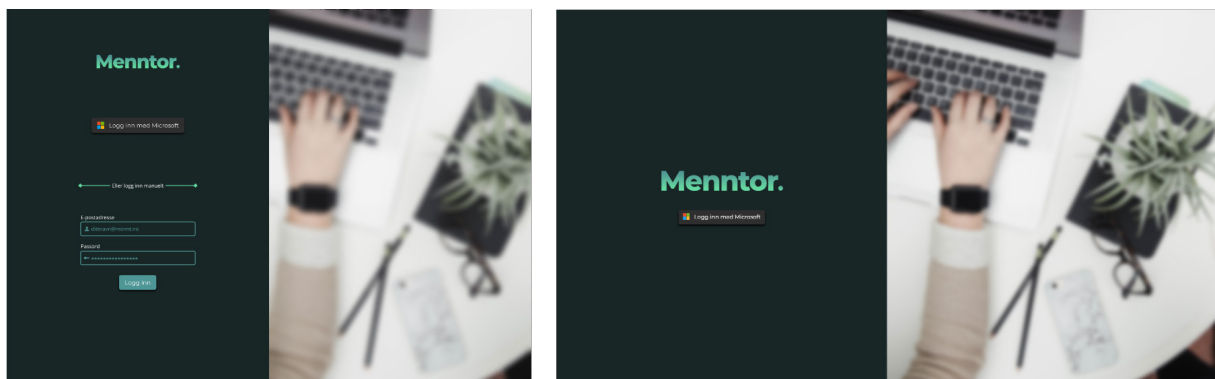 Menntor.
Logg inn med Microsoft
Eller logg inn manuelt
E-postadresse
Passord
Logg inn
Menntor.
Logg inn med Microsoft